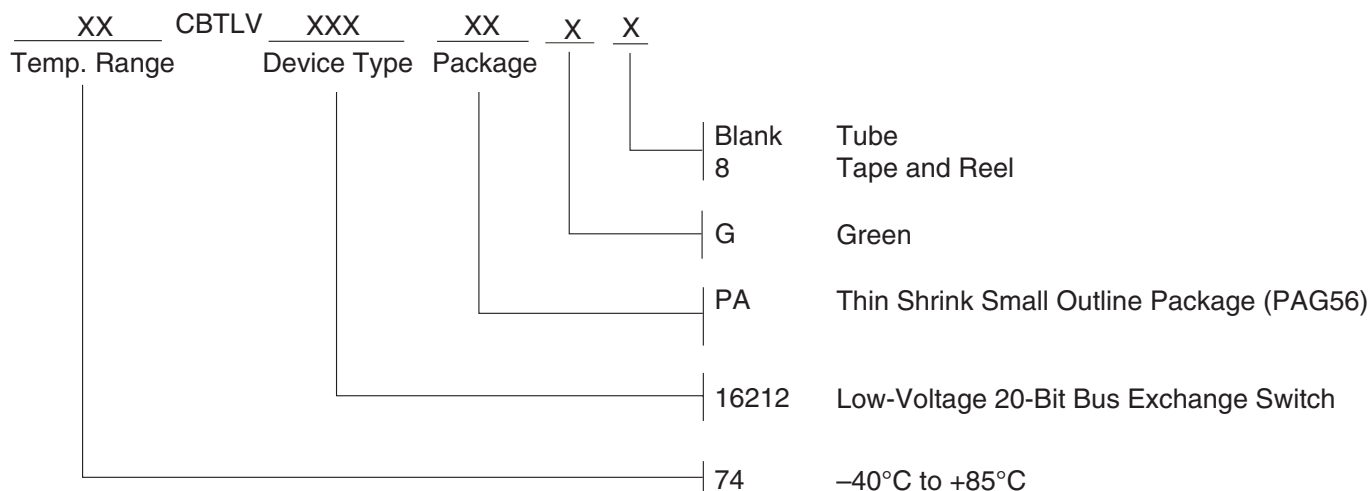 XX CBTLV XXX XX X X
Temp. Range Device Type Package
Blank Tube
8 Tape and Reel
G Green
PA Thin Shrink Small Outline Package (PAG56)
16212 Low-Voltage 20-Bit Bus Exchange Switch
74 –40°C to +85°C